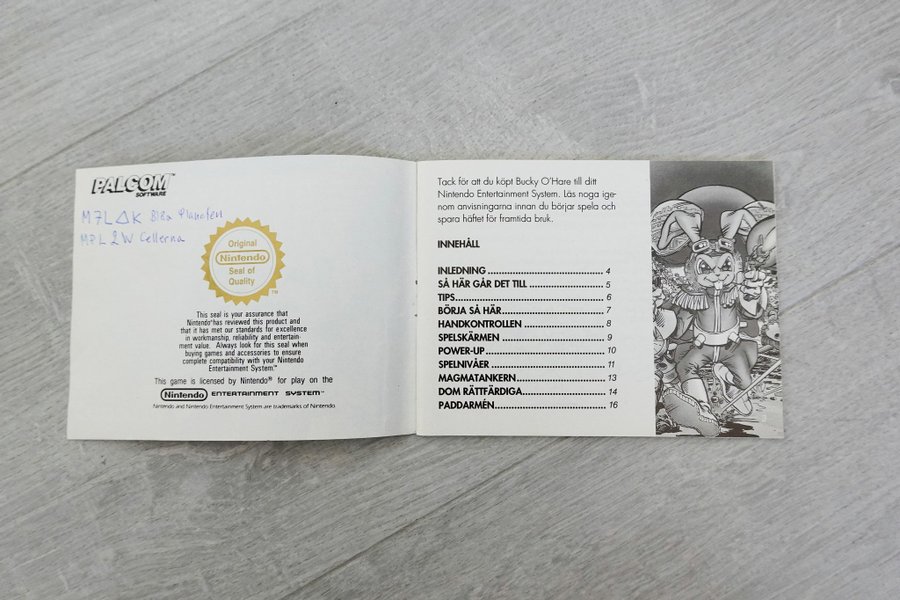 PALCOM™
SOFTWARE
M7L△K Blåa Planeten
2W Cellerna
Original
Nintendo
Seal of
Quality
TM
This seal is your assurance that
Nintendo® has reviewed this product and
that it has met our standards for excellence
in workmanship, reliability and entertain-
ment value. Always look for this seal when
buying games and accessories to ensure
complete compatibility with your Nintendo
Entertainment System.™
This game is licensed by Nintendo® for play on the
Nintendo ENTERTAINMENT SYSTEM™
Nintendo and Nintendo Entertainment System are trademarks of Nintendo.
Tack för att du köpt Bucky O'Hare till ditt
Nintendo Entertainment System. Läs noga ige-
nom anvisningarna innan du börjar spela och
spara häftet för framtida bruk.
INNEHÅLL
INLEDNING 4
SÅ HÄR GÅR DET TILL 5
TIPS 6
BÖRJA SÅ HÄR 7
HANDKONTROLLEN 8
SPELSKÄRMEN 9
POWER-UP 10
SPELNIVÅER 11
MAGMATANKERN 13
DOM RÄTTFÄRDIGA 14
PADDARMÉN 16